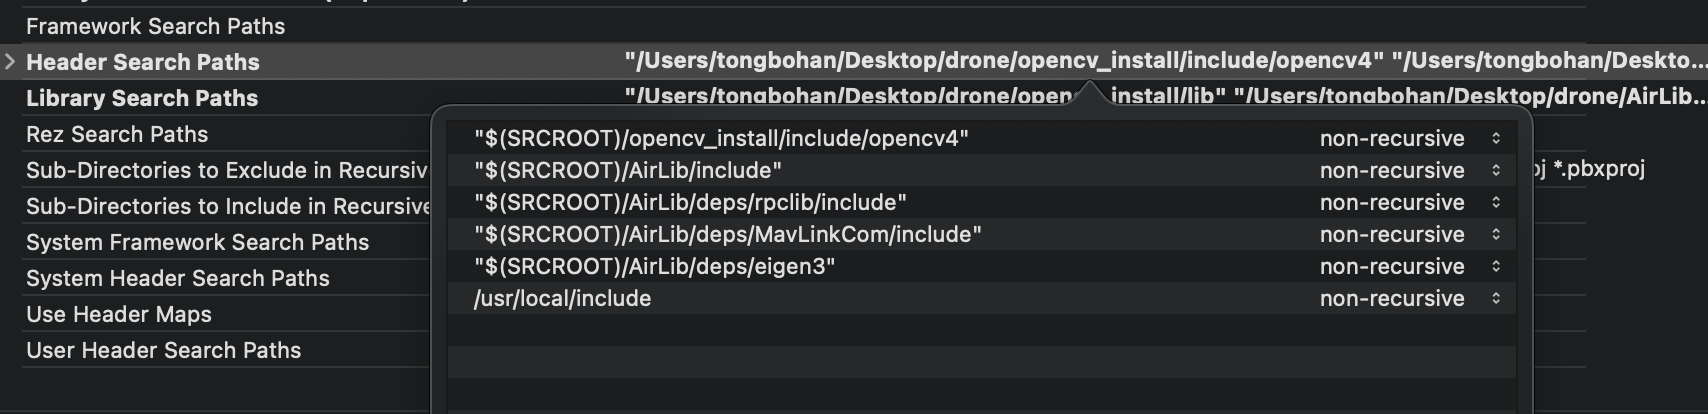 Framework Search Paths
Header Search Paths "/Users/tongbohan/Desktop/drone/opencv_install/include/opencv4" "/Users/tongbohan/Deskto...
Library Search Paths "/Users/tongbohan/Desktop/drone/openc install/lib" "/Users/tongbohan/Desktop/drone/AirLib...
Rez Search Paths
Sub-Directories to Exclude in Recursiv oj *.pbxproj
Sub-Directories to Include in Recursive
System Framework Search Paths
System Header Search Paths
Use Header Maps
User Header Search Paths
"$(SRCROOT)/opencv_install/include/opencv4" non-recursive
"$(SRCROOT)/AirLib/include" non-recursive
"$(SRCROOT)/AirLib/deps/rpclib/include" non-recursive
"$(SRCROOT)/AirLib/deps/MavLinkCom/include" non-recursive
"$(SRCROOT)/AirLib/deps/eigen3" non-recursive
/usr/local/include non-recursive